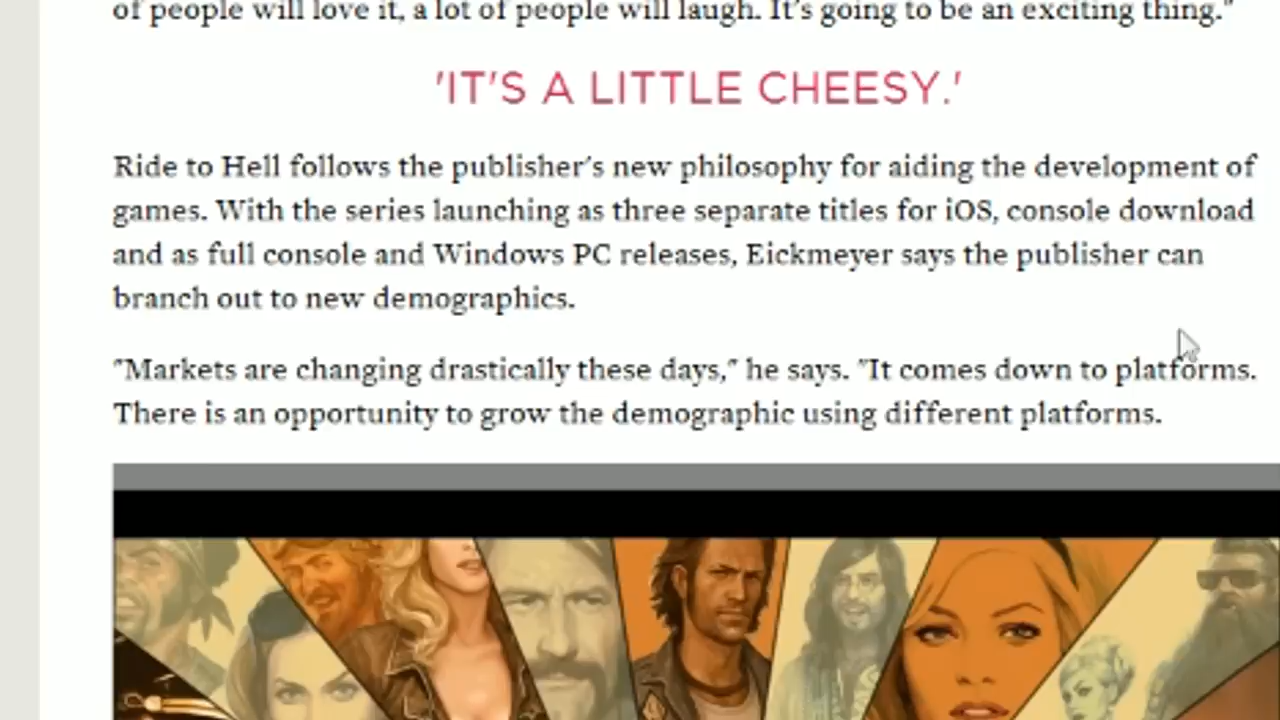 of people will love it, a lot of people will laugh. It's going to be an exciting thing."
'IT'S A LITTLE CHEESY.'
Ride to Hell follows the publisher's new philosophy for aiding the development of
games. With the series launching as three separate titles for iOS, console download
and as full console and Windows PC releases, Eickmeyer says the publisher can
branch out to new demographics.
"Markets are changing drastically these days," he says. "It comes down to platforms.
There is an opportunity to grow the demographic using different platforms.